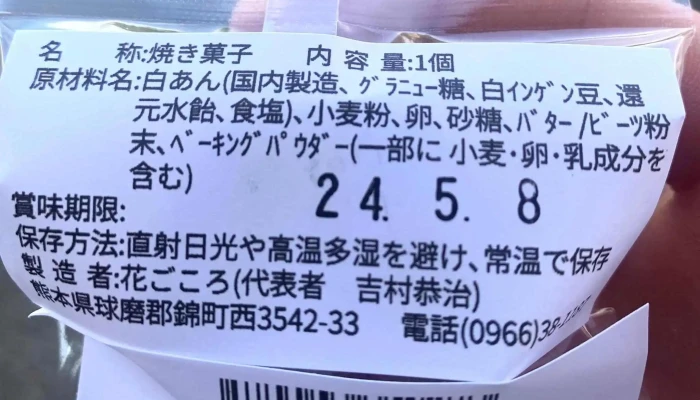 名 称:焼き菓子 内容量:1個
原材料名:白あん(国内製造、グラニュー糖、白インゲン豆、還
元水飴、食塩)、小麦粉、卵、砂糖、バター/ビーツ粉
末、ベーキングパウダー(一部に小麦・卵・乳成分を
含む)
賞味期限: 24. 5. 8
保存方法:直射日光や高温多湿を避け、常温で保存
製造者:花ごころ(代表者 吉村恭治)
熊本県球磨郡錦町西3542-33 電話(0966)38-